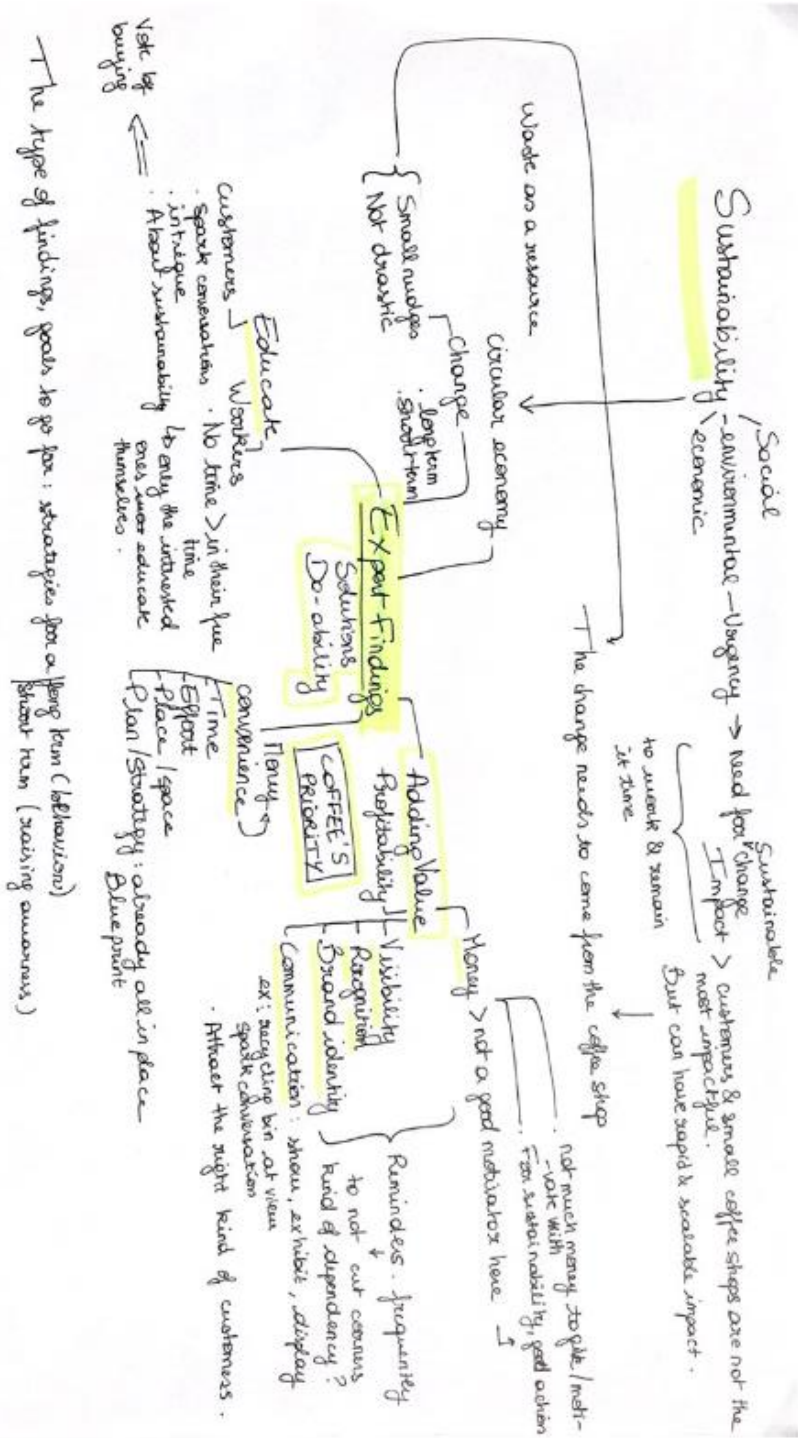 Social
Sustainability - environmental - Urgency → need for change
Sustainable
economic
Impact > customers & small coffee shops are not the
most impactful.
But can have rapid & scalable impact.
to work & remain
in time
The change needs to come from the coffee shop
Waste as a resource
circular economy
Change
. long term
. short term
Small nudges
Not drastic
Expert Findings
Solutions
Do-ability
Adding Value
Profitability
COFFEE'S
PRIORITY
Money > not a good motivator here
. not much money to give / moti-
-vate with
. For sustainability, good action
Visibility
Recognition
Brand identity
Communication : show, exhibit, display
ex: recycling bin at view
spark conversation
. Attract the right kind of customers.
Reminders. frequently
to not cut corners
kind of dependency?
Educate
customers
. spark conversations
. intrigue
. About sustainability
Vote by
buying
Workers
. No time > in their free
time
only the interested
ones educate
themselves.
Money
convenience
Time
Effort
Place / space
Plan / Strategy : already all in place
Blueprint
The type of findings, goals to go for : strategies for a long term (behaviors)
short term (raising awarness)